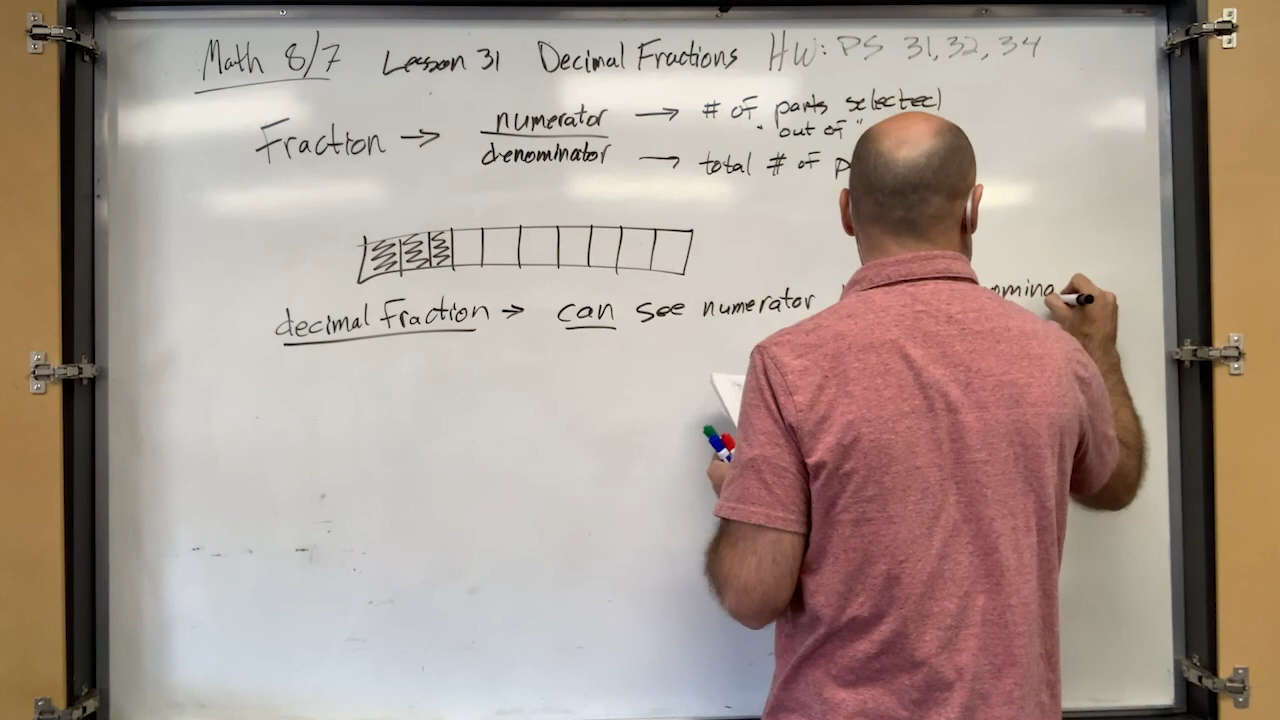 Math 8/7 Lesson 31 Decimal Fractions HW: PS 31, 32, 34
Fraction → numerator → # of parts selected
"out of"
denominator → total # of
decimal fraction → can see numerator